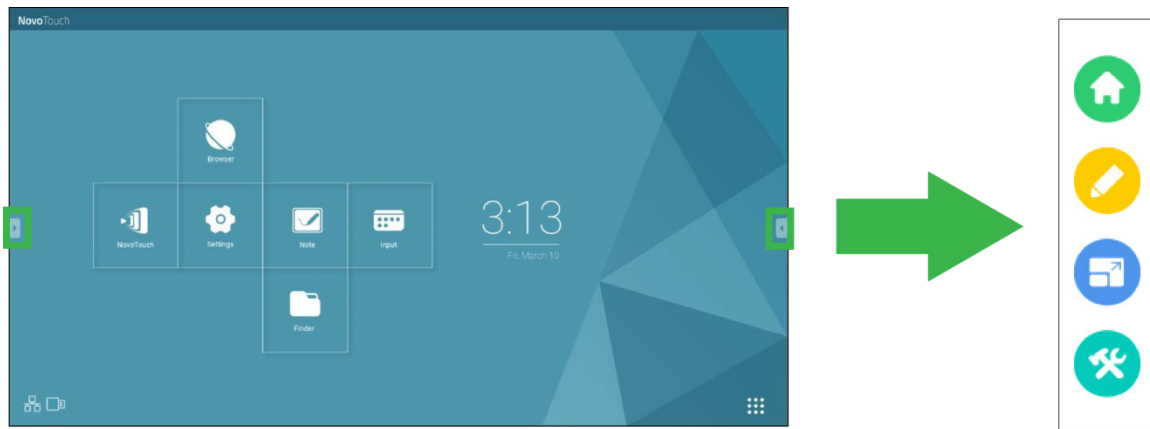 NovoTouch
Browser
NovoTouch
Settings
Note
Input
3:13
Fri, March 10
Finder